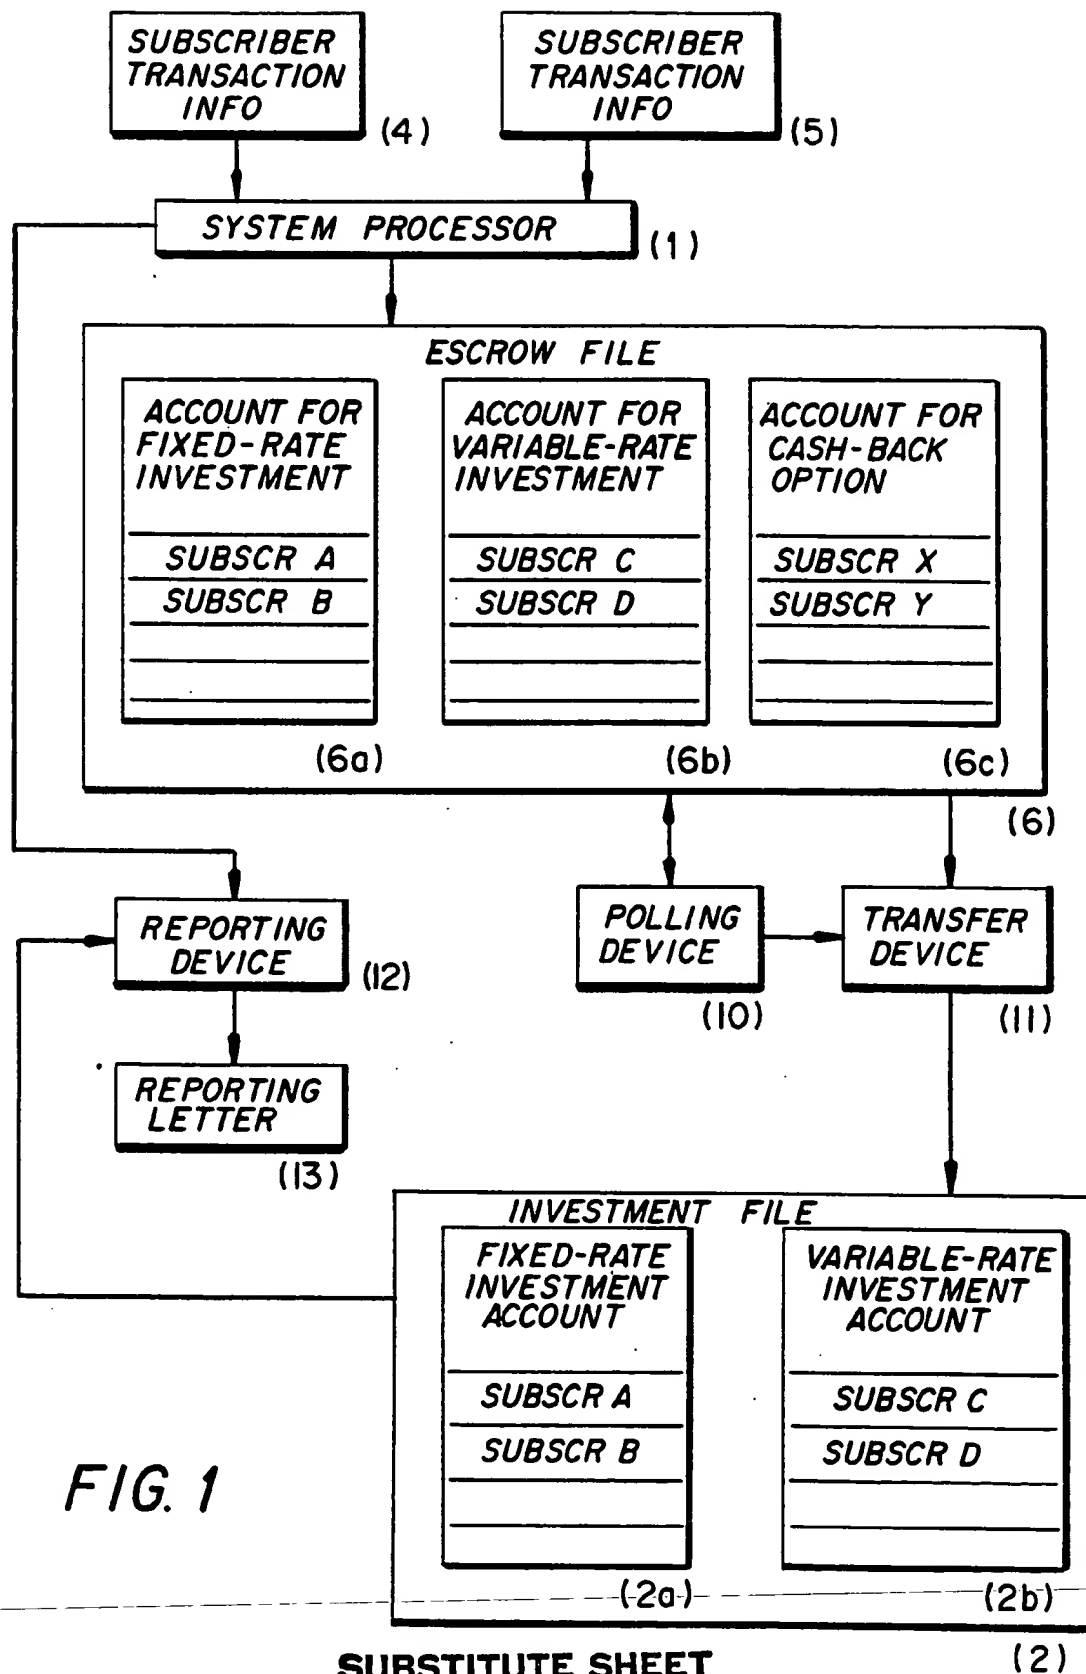 SUBSCRIBER
TRANSACTION
INFO
(4)
SUBSCRIBER
TRANSACTION
INFO
(5)
SYSTEM PROCESSOR
(1)
ESCROW FILE
ACCOUNT FOR
FIXED-RATE
INVESTMENT
SUBSCR A
SUBSCR B
(6a)
ACCOUNT FOR
VARIABLE-RATE
INVESTMENT
SUBSCR C
SUBSCR D
(6b)
ACCOUNT FOR
CASH-BACK
OPTION
SUBSCR X
SUBSCR Y
(6c)
(6)
REPORTING
DEVICE
(12)
POLLING
DEVICE
(10)
TRANSFER
DEVICE
(11)
REPORTING
LETTER
(13)
INVESTMENT FILE
FIXED-RATE
INVESTMENT
ACCOUNT
SUBSCR A
SUBSCR B
(2a)
VARIABLE-RATE
INVESTMENT
ACCOUNT
SUBSCR C
SUBSCR D
(2b)
(2)
FIG. 1
SUBSTITUTE SHEET